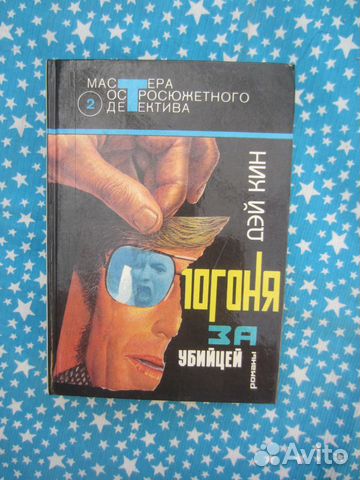 МАСТЕРА
2 ОСТРОСЮЖЕТНОГО
ДЕТЕКТИВА
ДЭЙ КИН
ПОГОНЯ
ЗА
УБИЙЦЕЙ
романы
Avito